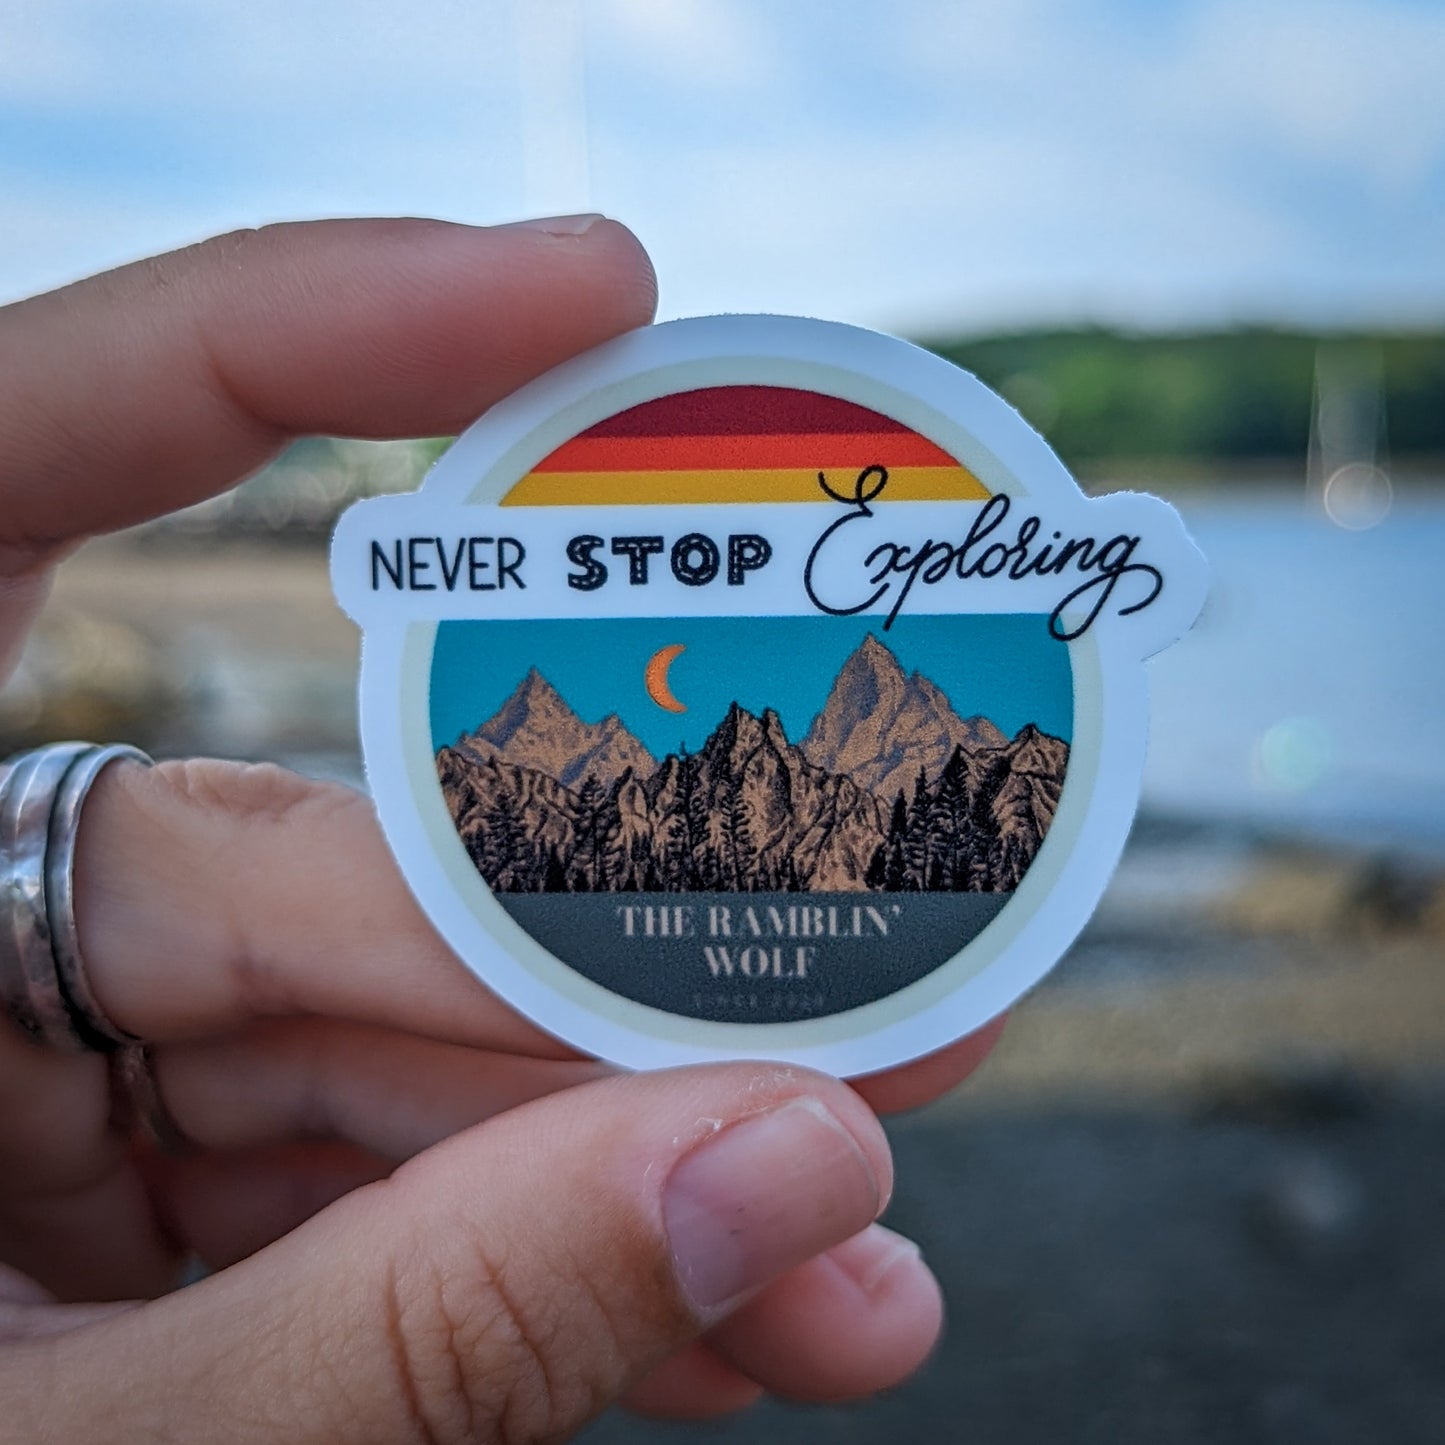 NEVER STOP Exploring
THE RAMBLIN'
WOLF